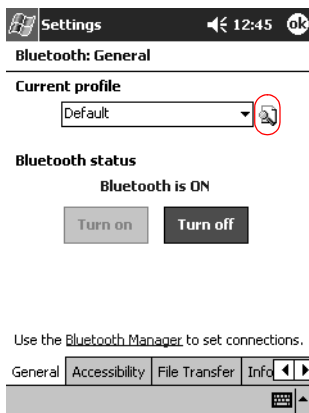 Settings 12:45 ok
Bluetooth: General
Current profile
Default
Bluetooth status
Bluetooth is ON
Turn on Turn off
Use the Bluetooth Manager to set connections.
General Accessibility File Transfer Info